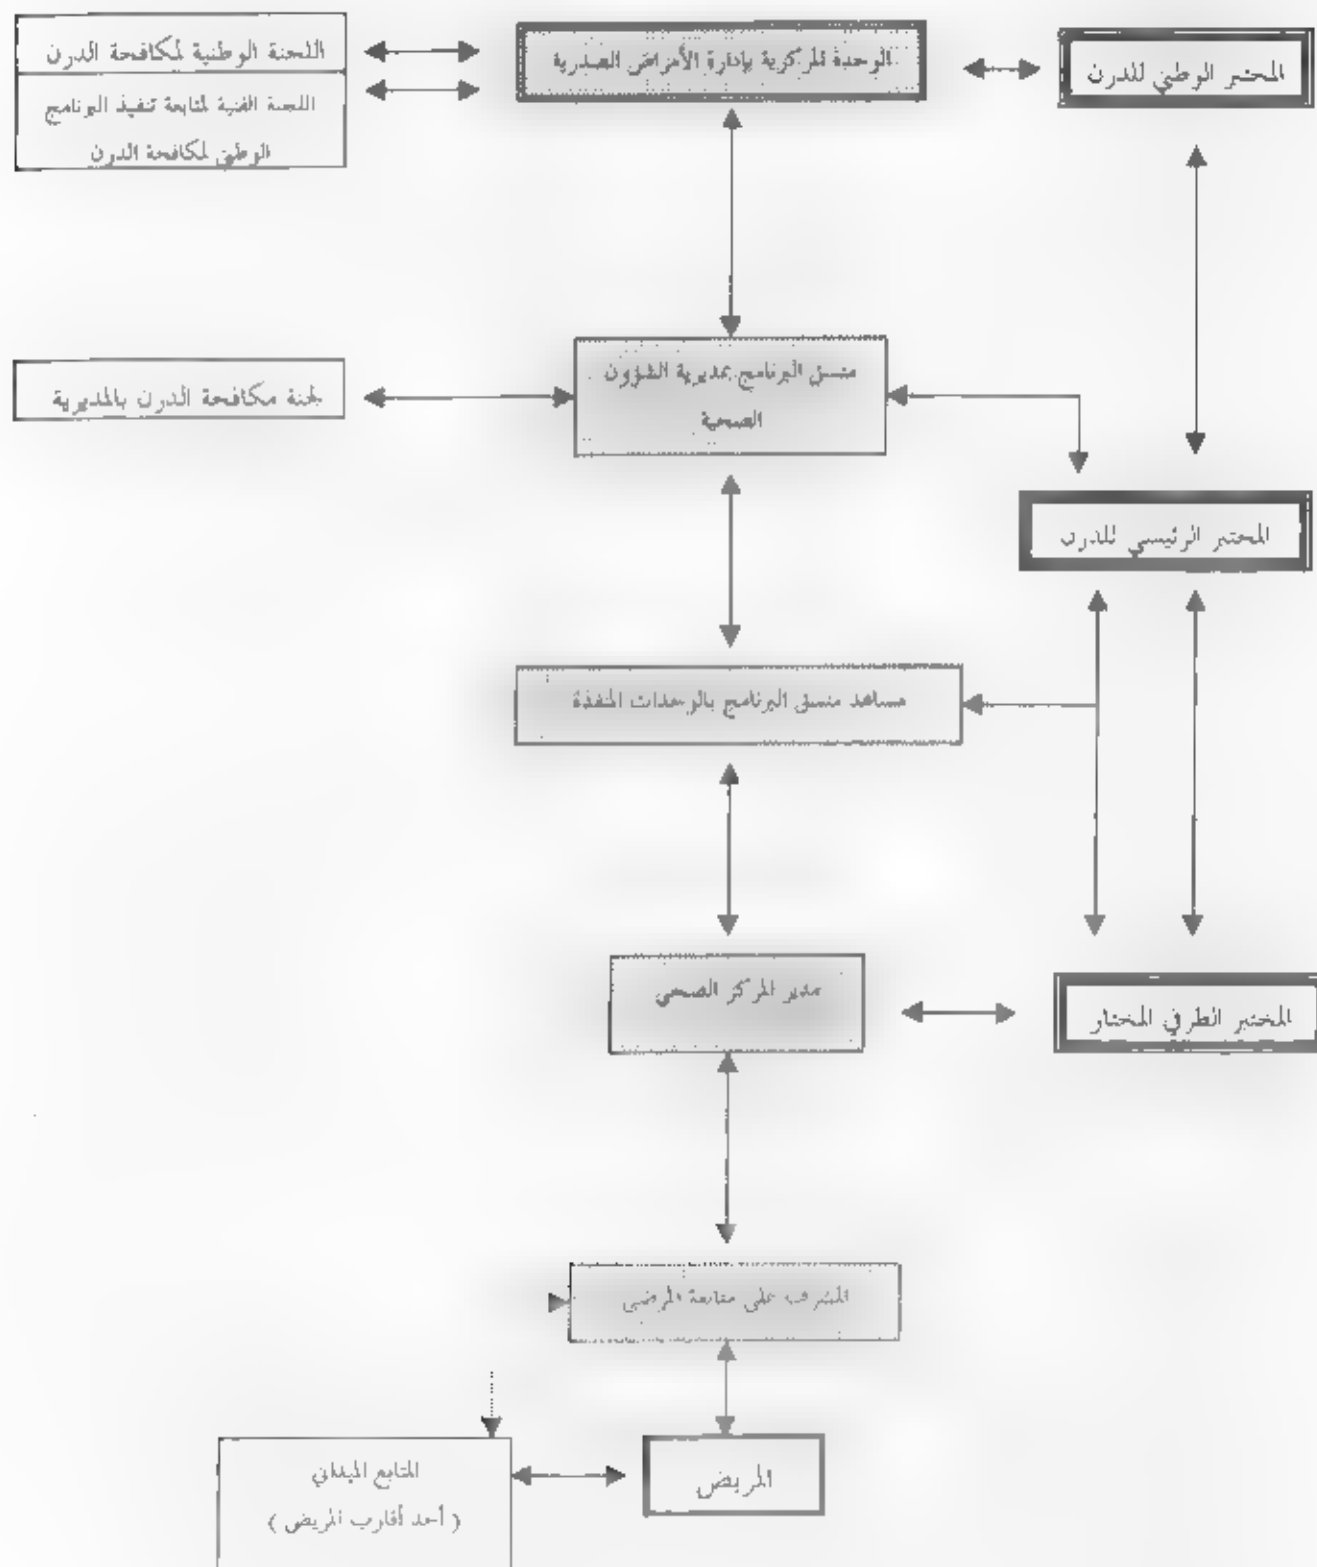 المختبر الوطني للدرن
الوحدة المركزية بإدارة الأمراض الصدرية
اللجنة الوطنية لمكافحة الدرن
اللجنة الفنية لمتابعة تنفيذ البرنامج
الوطني لمكافحة الدرن
منسق البرنامج بمديرية الشؤون
الصحية
لجنة مكافحة الدرن بالمديرية
المختبر الرئيسي للدرن
مساعد منسق البرنامج بالوحدات المنفذة
المختبر الطرفي المختار
مدير المركز الصحي
المشرف على متابعة المرضى
المريض
المتابع الميداني
( أحد أقارب المريض )